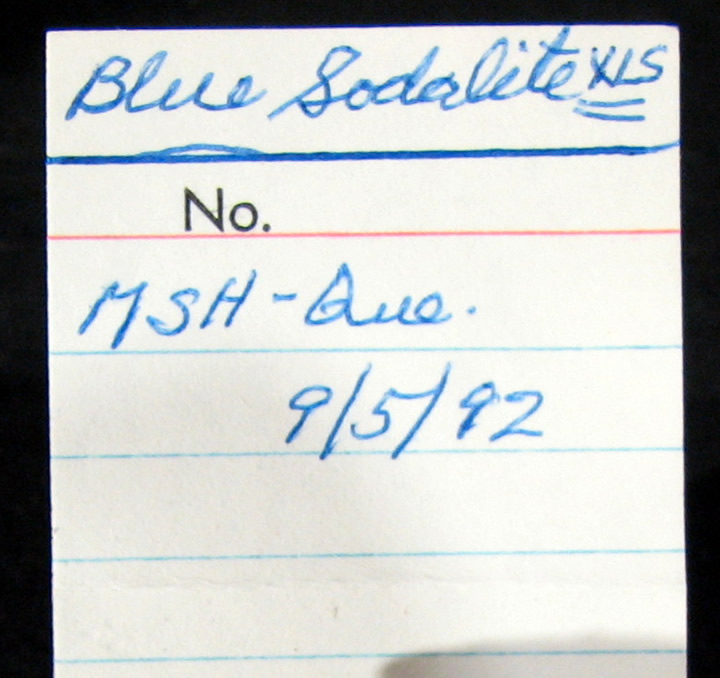 Blue Sodalite XLS
No.
MSH - Que.
9/5/92